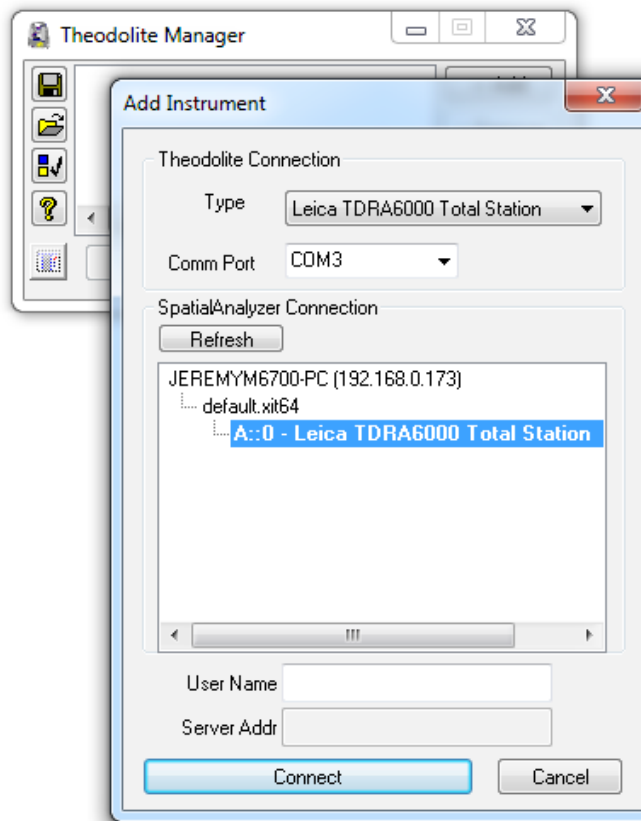 Theodolite Manager
Add Instrument
Theodolite Connection
Type
Leica TDRA6000 Total Station
Comm Port
COM3
SpatialAnalyzer Connection
Refresh
JEREMYM6700-PC (192.168.0.173)
default.xit64
A::0 - Leica TDRA6000 Total Station
User Name
Server Addr
Connect
Cancel